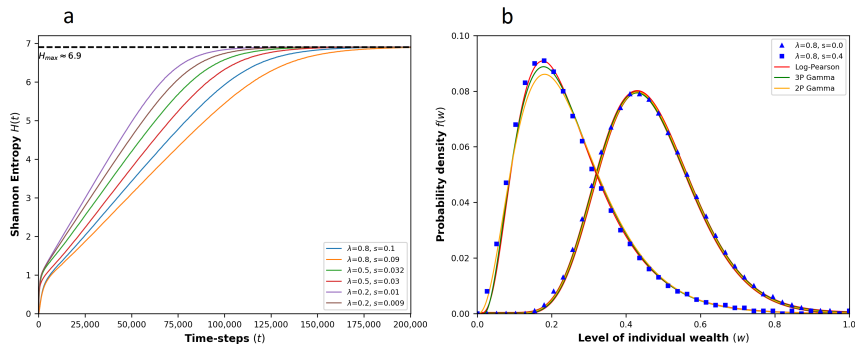 a
H_max ≈ 6.9
Shannon Entropy H(t)
7
6
5
4
3
2
1
0
0
25,000
50,000
75,000
100,000
125,000
150,000
175,000
200,000
Time-steps (t)
λ=0.8, s=0.1
λ=0.8, s=0.09
λ=0.5, s=0.032
λ=0.5, s=0.03
λ=0.2, s=0.01
λ=0.2, s=0.009
b
Probability density f(w)
0.10
0.08
0.06
0.04
0.02
0.00
0.0
0.2
0.4
0.6
0.8
1.0
Level of individual wealth (w)
λ=0.8, s=0.0
λ=0.8, s=0.4
Log-Pearson
3P Gamma
2P Gamma